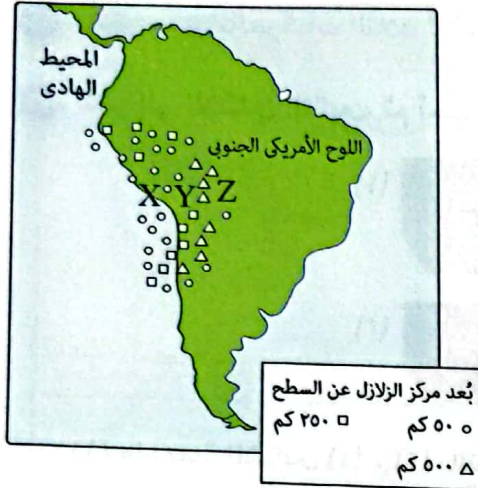 المحيط
الهادى
اللوح الأمريكى الجنوبى
X Y Z
بُعد مركز الزلازل عن السطح
○ ٥٠ كم □ ٢٥٠ كم
△ ٥٠٠ كم